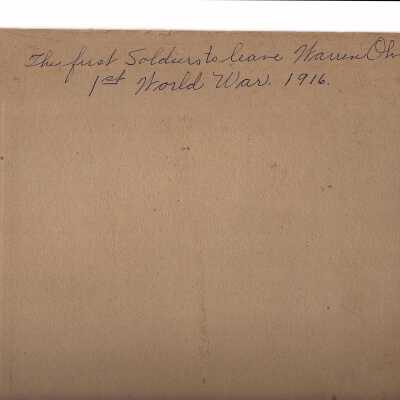 The first Soldiers to leave Warren Oh
1st World War. 1916.